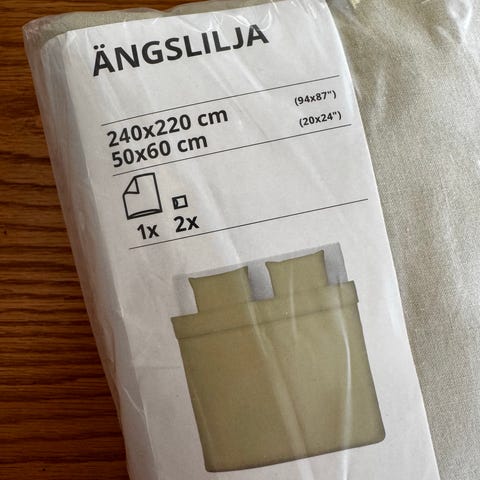 ÄNGSLILJA
240x220 cm (94x87")
50x60 cm (20x24")
1x 2x